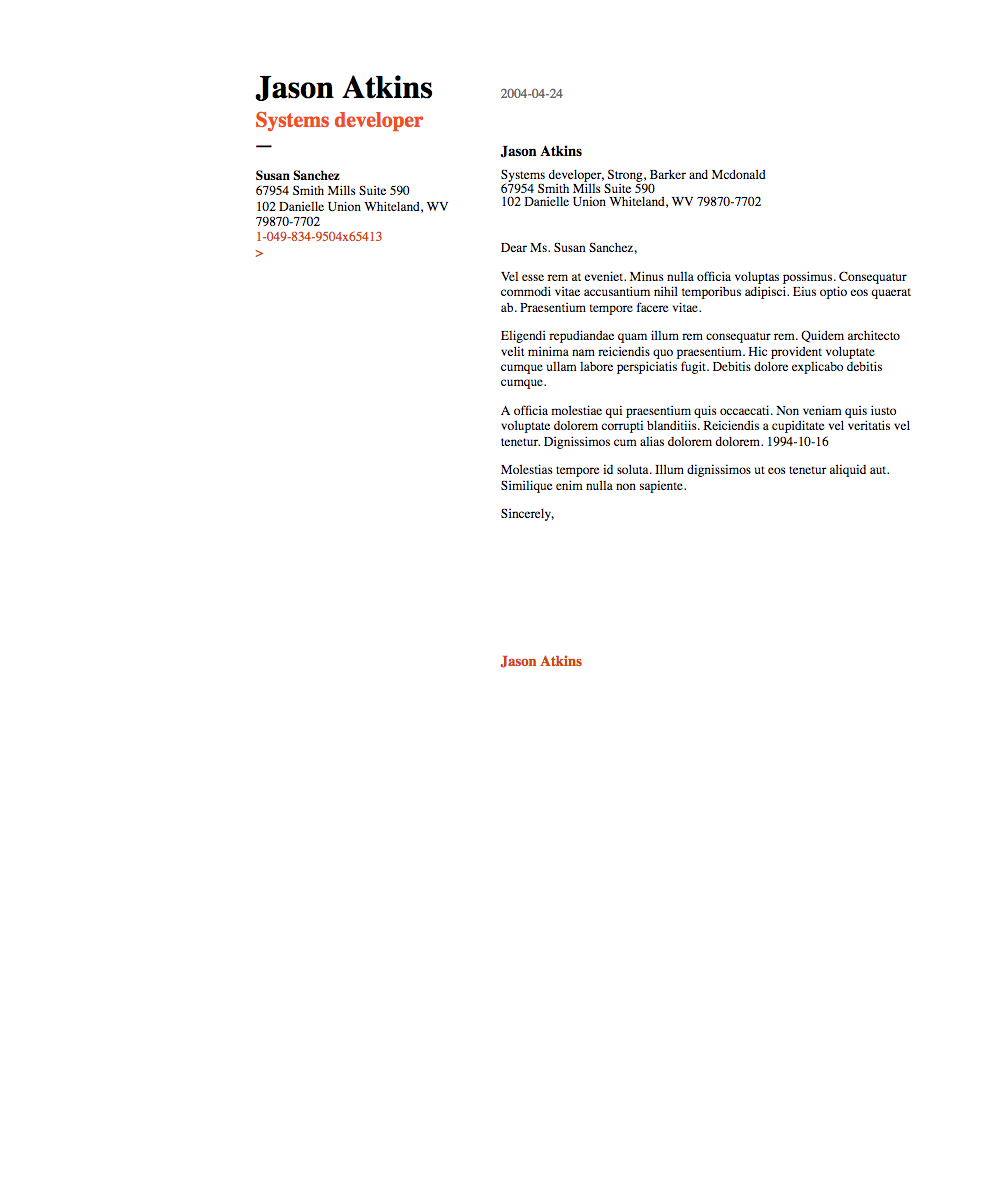 Jason Atkins
Systems developer
—
Susan Sanchez
67954 Smith Mills Suite 590
102 Danielle Union Whiteland, WV
79870-7702
1-049-834-9504x65413
>
2004-04-24
Jason Atkins
Systems developer, Strong, Barker and Mcdonald
67954 Smith Mills Suite 590
102 Danielle Union Whiteland, WV 79870-7702
Dear Ms. Susan Sanchez,
Vel esse rem at eveniet. Minus nulla officia voluptas possimus. Consequatur
commodi vitae accusantium nihil temporibus adipisci. Eius optio eos quaerat
ab. Praesentium tempore facere vitae.
Eligendi repudiandae quam illum rem consequatur rem. Quidem architecto
velit minima nam reiciendis quo praesentium. Hic provident voluptate
cumque ullam labore perspiciatis fugit. Debitis dolore explicabo debitis
cumque.
A officia molestiae qui praesentium quis occaecati. Non veniam quis iusto
voluptate dolorem corrupti blanditiis. Reiciendis a cupiditate vel veritatis vel
tenetur. Dignissimos cum alias dolorem dolorem. 1994-10-16
Molestias tempore id soluta. Illum dignissimos ut eos tenetur aliquid aut.
Similique enim nulla non sapiente.
Sincerely,
Jason Atkins